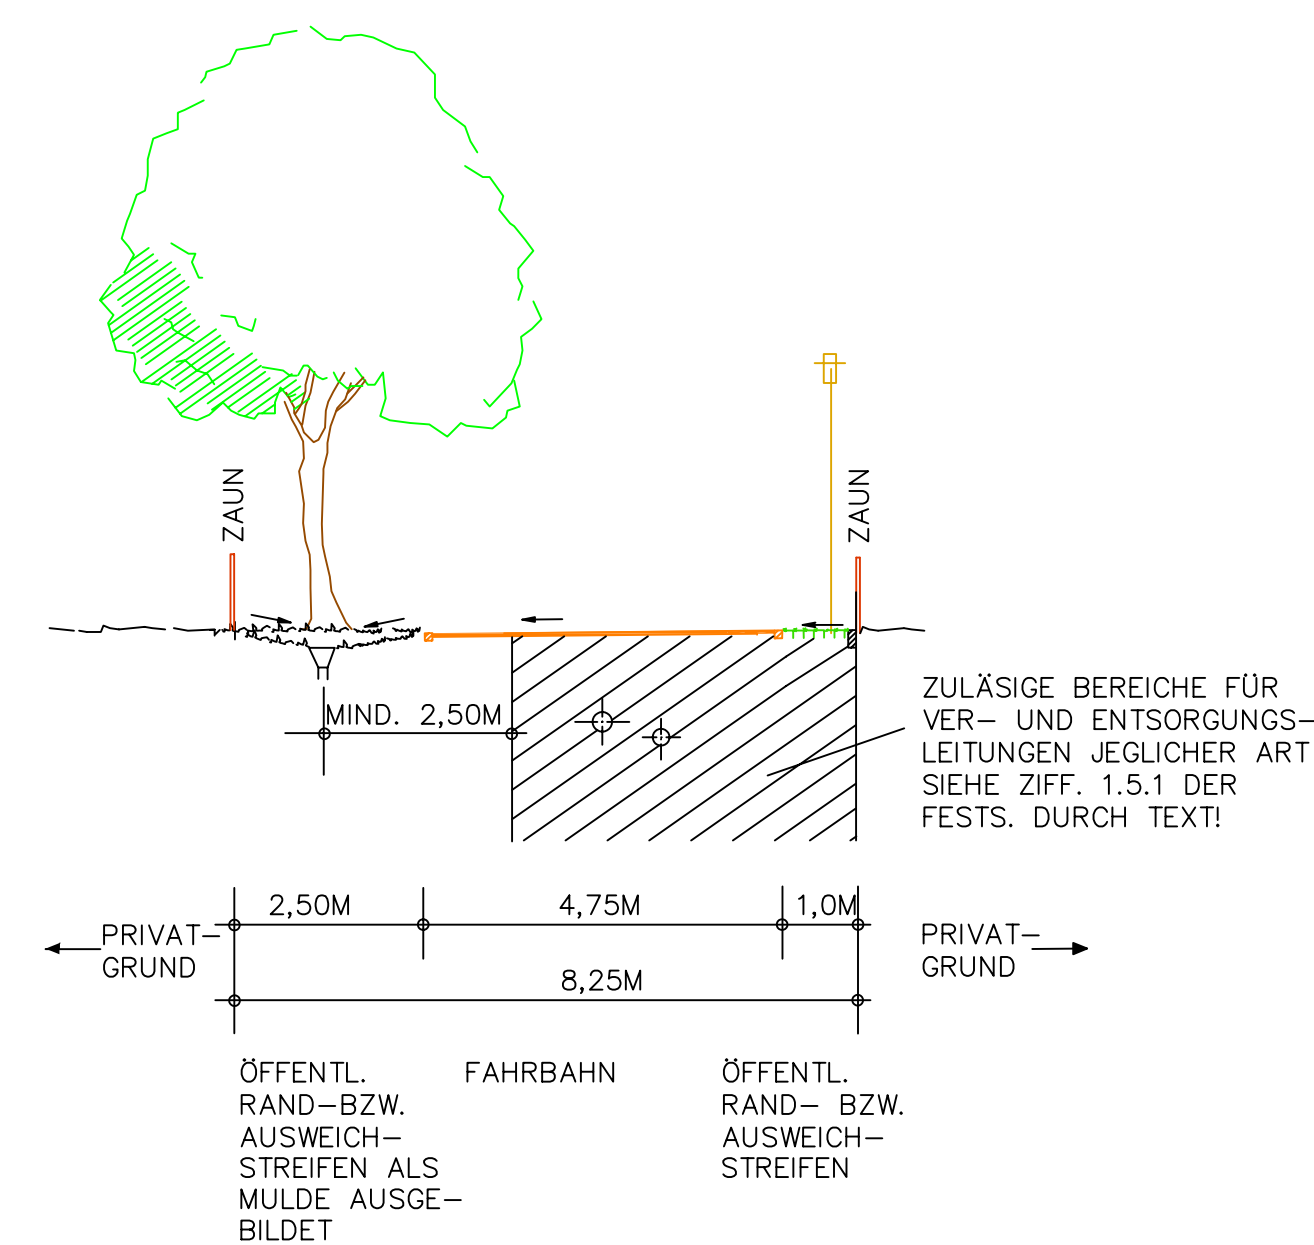 ZAUN
ZAUN
MIND. 2,50M
ZULÄSIGE BEREICHE FÜR
VER- UND ENTSORGUNGS-
LEITUNGEN JEGLICHER ART
SIEHE ZIFF. 1.5.1 DER
FESTS. DURCH TEXT!
2,50M
4,75M
1,0M
PRIVAT-
GRUND
PRIVAT-
GRUND
8,25M
ÖFFENTL.
RAND-BZW.
AUSWEICH-
STREIFEN ALS
MULDE AUSGE-
BILDET
FAHRBAHN
ÖFFENTL.
RAND- BZW.
AUSWEICH-
STREIFEN